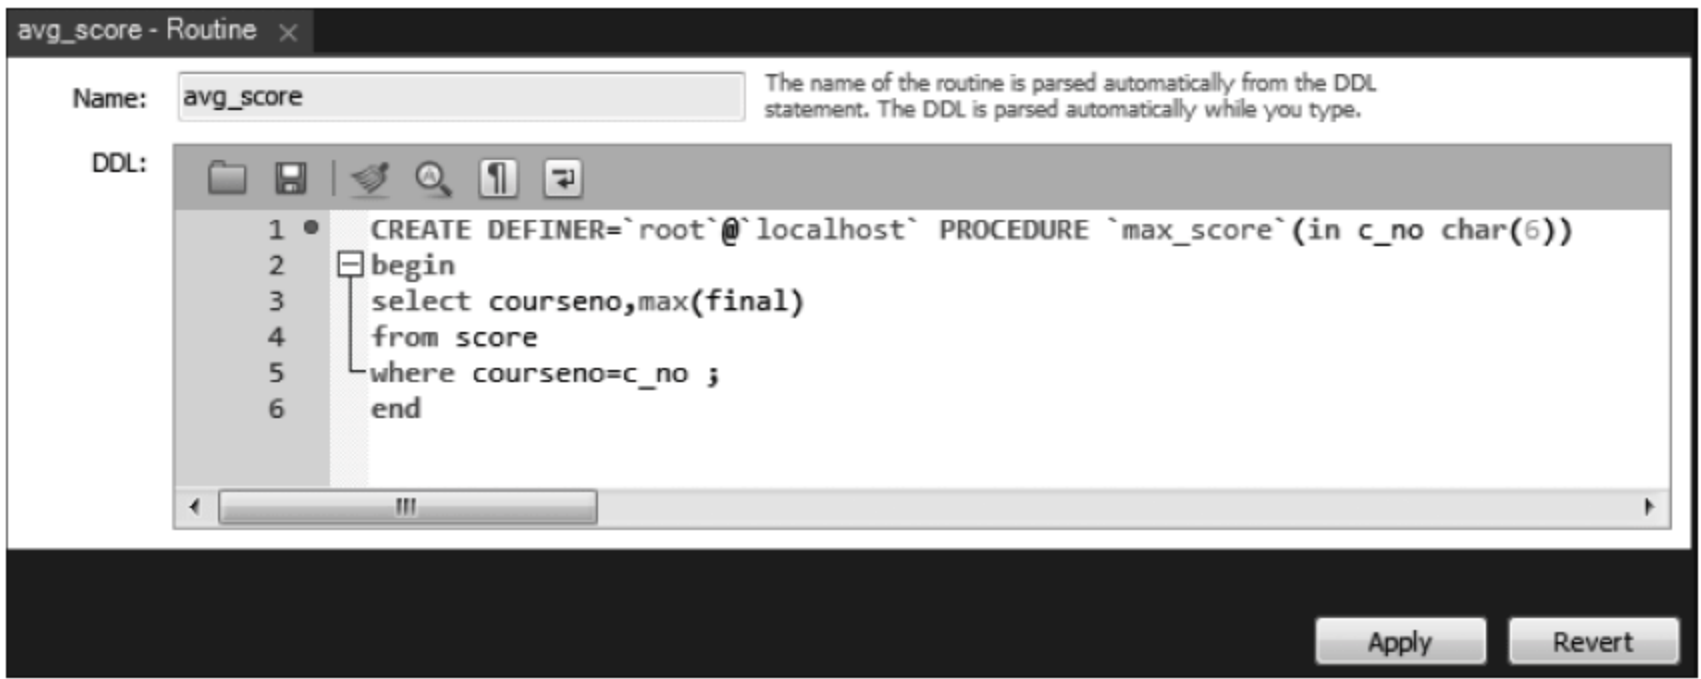 avg_score - Routine ×
Name: avg_score
The name of the routine is parsed automatically from the DDL
statement. The DDL is parsed automatically while you type.
DDL:
1 CREATE DEFINER=`root`@`localhost` PROCEDURE `max_score`(in c_no char(6))
2 begin
3 select courseno,max(final)
4 from score
5 where courseno=c_no ;
6 end
Apply
Revert